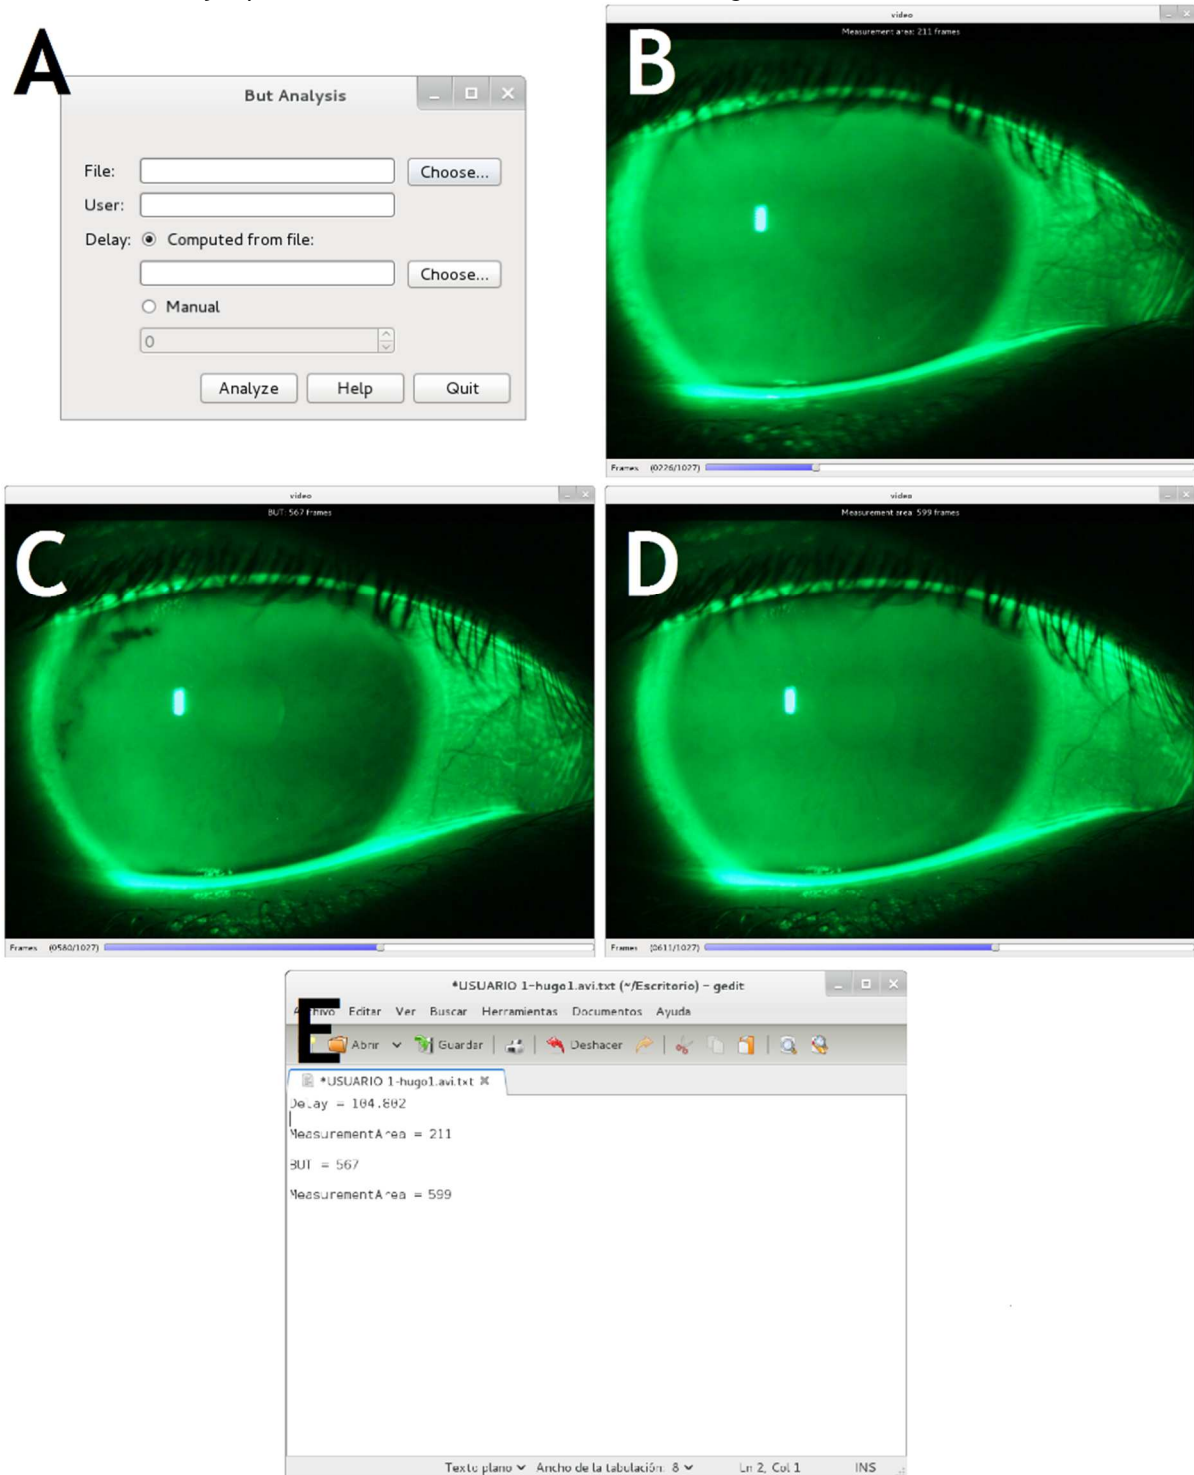 A
But Analysis
File:
Choose...
User:
Delay:
Computed from file:
Choose...
Manual
0
Analyze
Help
Quit
video
Measurement area: 211 frames
B
Frames (0226/1027)
video
BUT: 567 frames
C
Frames (0580/1027)
video
Measurement area: 599 frames
D
Frames (0611/1027)
*USUARIO 1-hugo1.avi.txt (~/Escritorio) - gedit
E
Editar Ver Buscar Herramientas Documentos Ayuda
Abrir Guardar Deshacer
*USUARIO 1-hugo1.avi.txt
Delay = 104.802
MeasurementArea = 211
BUT = 567
MeasurementArea = 599
Texto plano Ancho de la tabulación: 8 Ln 2, Col 1 INS